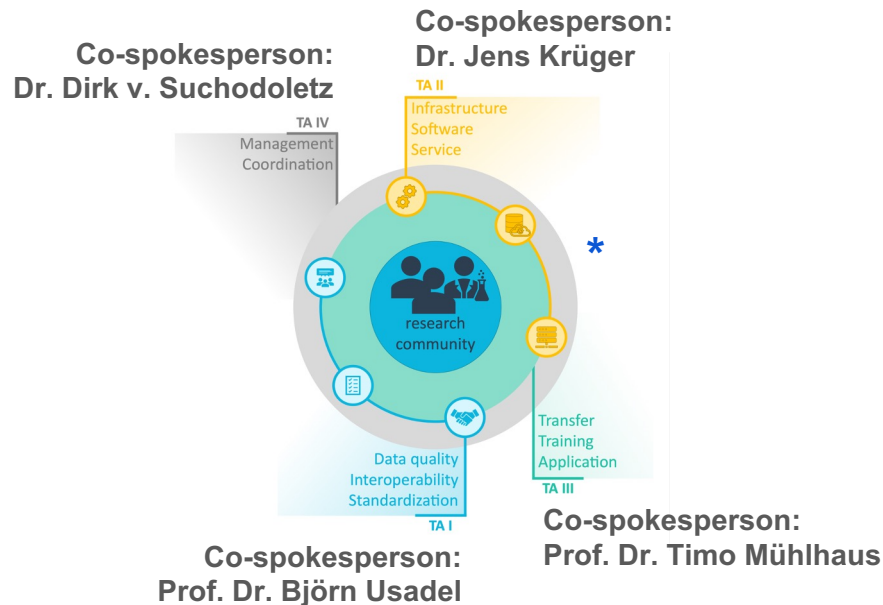 Co-spokesperson:
Dr. Jens Krüger
Co-spokesperson:
Dr. Dirk v. Suchodoletz
TA II
Infrastructure
Software
Service
TA IV
Management
Coordination
*
research
community
Transfer
Training
Application
TA III
Data quality
Interoperability
Standardization
TA I
Co-spokesperson:
Prof. Dr. Timo Mühlhaus
Co-spokesperson:
Prof. Dr. Björn Usadel